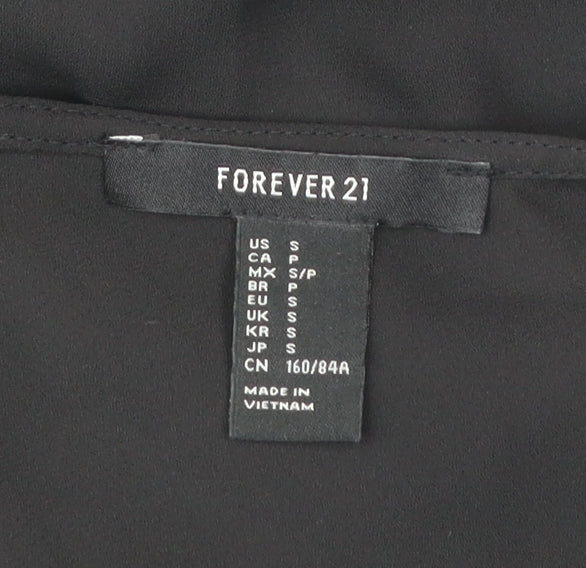 FOREVER 21
US S
CA P
MX S/P
BR P
EU S
UK S
KR S
JP S
CN 160/84A
MADE IN
VIETNAM